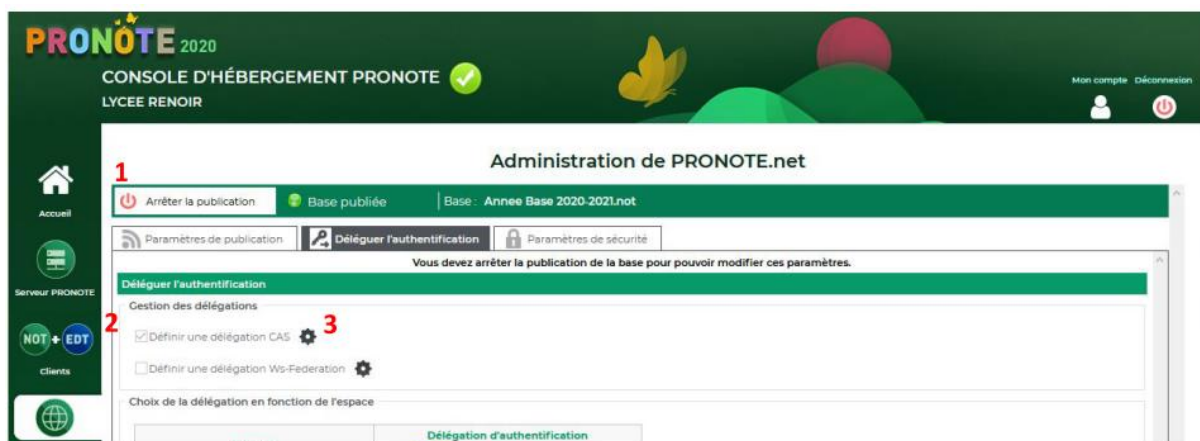 PRONOTE 2020
CONSOLE D'HÉBERGEMENT PRONOTE
LYCEE RENOIR
Mon compte Déconnexion
Administration de PRONOTE.net
1
Arrêter la publication Base publiée Base : Annee Base 2020-2021.not
Accueil
Paramètres de publication Déléguer l'authentification Paramètres de sécurité
Vous devez arrêter la publication de la base pour pouvoir modifier ces paramètres.
Déléguer l'authentification
Serveur PRONOTE
Gestion des délégations
2 Définir une délégation CAS 3
NOT + EDT
Clients
Définir une délégation Ws-Federation
Choix de la délégation en fonction de l'espace
Délégation d'authentification